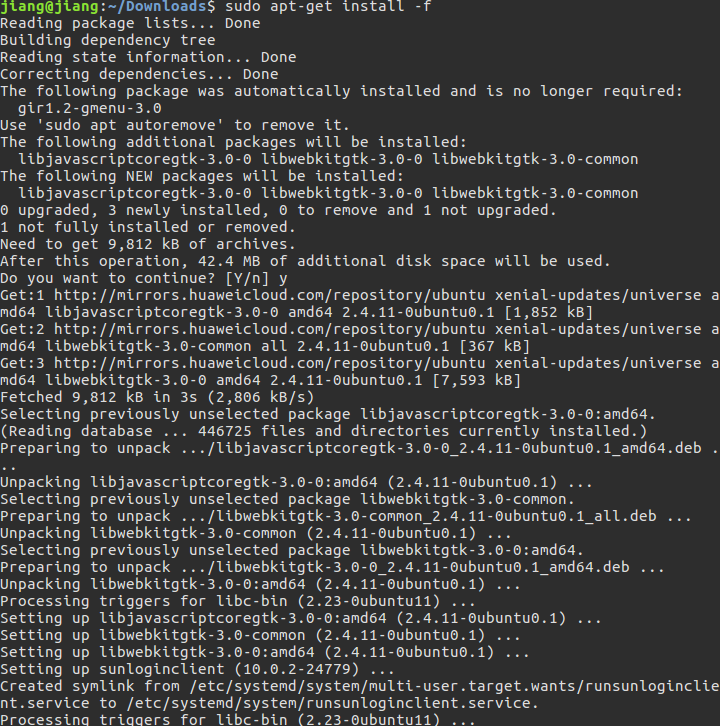 jiang@jiang:~/Downloads$ sudo apt-get install -f
Reading package lists... Done
Building dependency tree
Reading state information... Done
Correcting dependencies... Done
The following package was automatically installed and is no longer required:
  gir1.2-gmenu-3.0
Use 'sudo apt autoremove' to remove it.
The following additional packages will be installed:
  libjavascriptcoregtk-3.0-0 libwebkitgtk-3.0-0 libwebkitgtk-3.0-common
The following NEW packages will be installed:
  libjavascriptcoregtk-3.0-0 libwebkitgtk-3.0-0 libwebkitgtk-3.0-common
0 upgraded, 3 newly installed, 0 to remove and 1 not upgraded.
1 not fully installed or removed.
Need to get 9,812 kB of archives.
After this operation, 42.4 MB of additional disk space will be used.
Do you want to continue? [Y/n] y
Get:1 http://mirrors.huaweicloud.com/repository/ubuntu xenial-updates/universe a
md64 libjavascriptcoregtk-3.0-0 amd64 2.4.11-0ubuntu0.1 [1,852 kB]
Get:2 http://mirrors.huaweicloud.com/repository/ubuntu xenial-updates/universe a
md64 libwebkitgtk-3.0-common all 2.4.11-0ubuntu0.1 [367 kB]
Get:3 http://mirrors.huaweicloud.com/repository/ubuntu xenial-updates/universe a
md64 libwebkitgtk-3.0-0 amd64 2.4.11-0ubuntu0.1 [7,593 kB]
Fetched 9,812 kB in 3s (2,806 kB/s)
Selecting previously unselected package libjavascriptcoregtk-3.0-0:amd64.
(Reading database ... 446725 files and directories currently installed.)
Preparing to unpack .../libjavascriptcoregtk-3.0-0_2.4.11-0ubuntu0.1_amd64.deb .
..
Unpacking libjavascriptcoregtk-3.0-0:amd64 (2.4.11-0ubuntu0.1) ...
Selecting previously unselected package libwebkitgtk-3.0-common.
Preparing to unpack .../libwebkitgtk-3.0-common_2.4.11-0ubuntu0.1_all.deb ...
Unpacking libwebkitgtk-3.0-common (2.4.11-0ubuntu0.1) ...
Selecting previously unselected package libwebkitgtk-3.0-0:amd64.
Preparing to unpack .../libwebkitgtk-3.0-0_2.4.11-0ubuntu0.1_amd64.deb ...
Unpacking libwebkitgtk-3.0-0:amd64 (2.4.11-0ubuntu0.1) ...
Processing triggers for libc-bin (2.23-0ubuntu11) ...
Setting up libjavascriptcoregtk-3.0-0:amd64 (2.4.11-0ubuntu0.1) ...
Setting up libwebkitgtk-3.0-common (2.4.11-0ubuntu0.1) ...
Setting up libwebkitgtk-3.0-0:amd64 (2.4.11-0ubuntu0.1) ...
Setting up sunloginclient (10.0.2-24779) ...
Created symlink from /etc/systemd/system/multi-user.target.wants/runsunloginclie
nt.service to /etc/systemd/system/runsunloginclient.service.
Processing triggers for libc-bin (2.23-0ubuntu11) ...